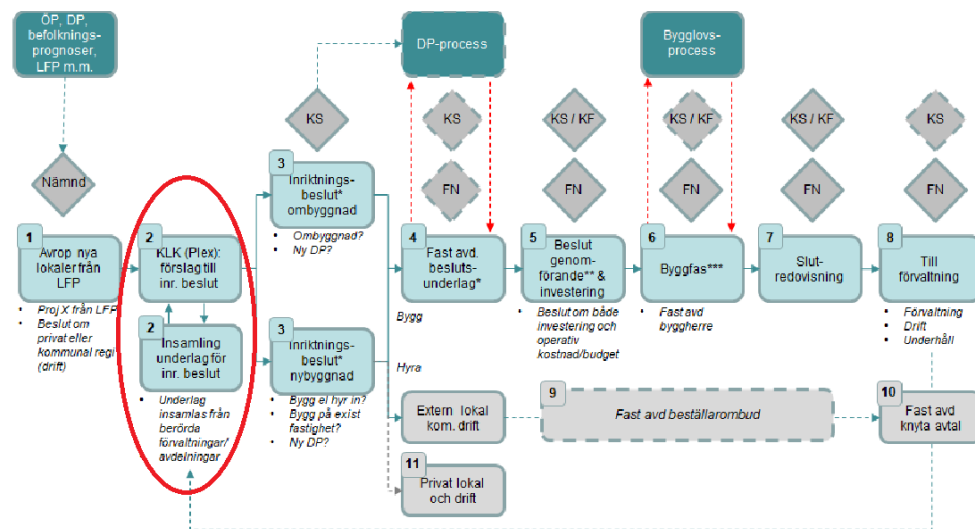 ÖP, DP,
befolknings-
prognoser,
LFP m.m.
DP-process
Bygglovs-
process
KS
KS
KS / KF
KS / KF
KS / KF
KS
Nämnd
FN
FN
FN
FN
FN
1
Avrop nya
lokaler från
LFP
• Proj X från LFP
• Beslut om
privat eller
kommunal regi
(drift)
2
KLK (Plex):
förslag till
inr. beslut
2
Insamling
underlag för
inr. beslut
• Underlag
insamlas från
berörda
förvaltningar/
avdelningar
3
Inriktnings-
beslut*
ombyggnad
• Ombyggnad?
• Ny DP?
3
Inriktnings-
beslut*
nybyggnad
• Bygg el hyr in?
• Bygg på exist
fastighet?
• Ny DP?
4
Fast avd.
besluts-
underlag*
Bygg
Hyra
5
Beslut
genom-
förande** &
investering
• Beslut om både
investering och
operativ
kostnad/budget
6
Byggfas***
• Fast avd
byggherre
7
Slut-
redovisning
8
Till
förvaltning
• Förvaltning
• Drift
• Underhåll
Extern lokal
kom. drift
9
Fast avd beställarombud
10
Fast avd
knyta avtal
11
Privat lokal
och drift